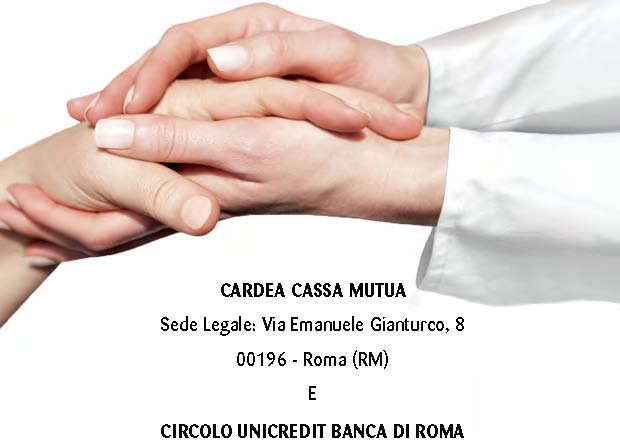 CARDEA CASSA MUTUA
Sede Legale: Via Emanuele Gianturco, 8
00196 - Roma (RM)
E
CIRCOLO UNICREDIT BANCA DI ROMA